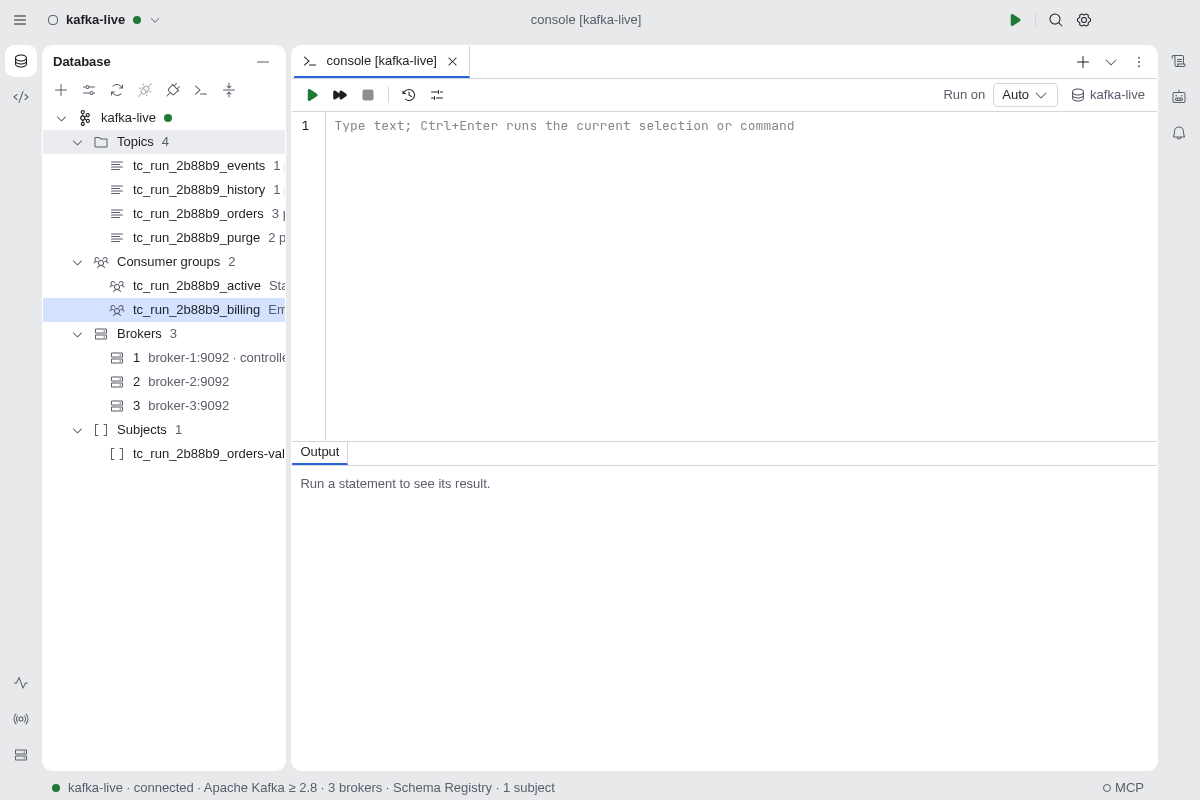 kafka-live
console [kafka-live]
Database
kafka-live
Topics 4
tc_run_2b88b9_events 1
tc_run_2b88b9_history 1
tc_run_2b88b9_orders 3
tc_run_2b88b9_purge 2 p
Consumer groups 2
tc_run_2b88b9_active Sta
tc_run_2b88b9_billing Em
Brokers 3
1 broker-1:9092 · controlle
2 broker-2:9092
3 broker-3:9092
Subjects 1
tc_run_2b88b9_orders-val
console [kafka-live]
Run on Auto kafka-live
1 Type text; Ctrl+Enter runs the current selection or command
Output
Run a statement to see its result.
kafka-live · connected · Apache Kafka ≥ 2.8 · 3 brokers · Schema Registry · 1 subject
MCP